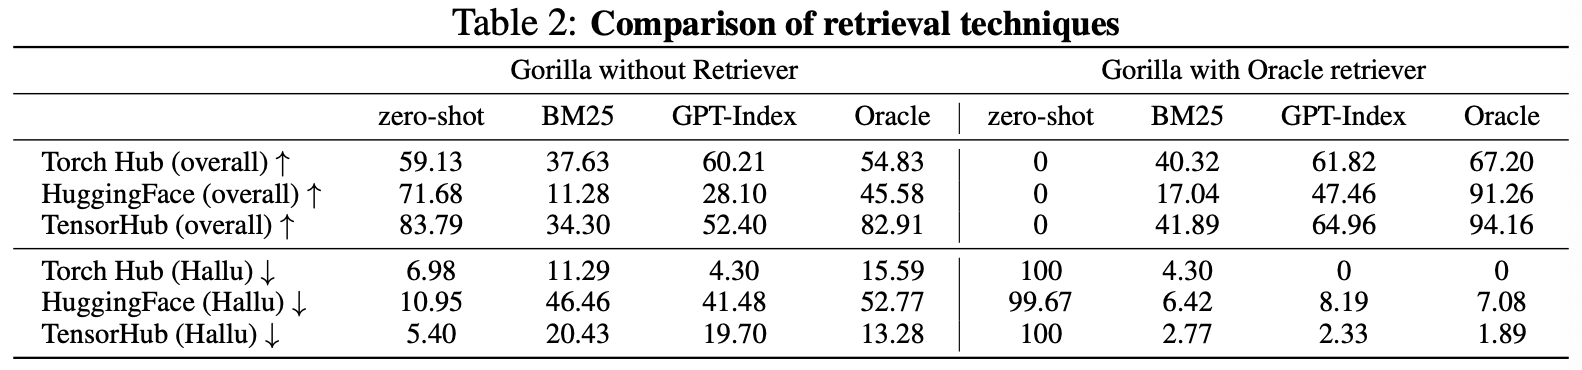 Table 2: Comparison of retrieval techniques
Gorilla without Retriever Gorilla with Oracle retriever
zero-shot BM25 GPT-Index Oracle zero-shot BM25 GPT-Index Oracle
Torch Hub (overall) ↑ 59.13 37.63 60.21 54.83 0 40.32 61.82 67.20
HuggingFace (overall) ↑ 71.68 11.28 28.10 45.58 0 17.04 47.46 91.26
TensorHub (overall) ↑ 83.79 34.30 52.40 82.91 0 41.89 64.96 94.16
Torch Hub (Hallu) ↓ 6.98 11.29 4.30 15.59 100 4.30 0 0
HuggingFace (Hallu) ↓ 10.95 46.46 41.48 52.77 99.67 6.42 8.19 7.08
TensorHub (Hallu) ↓ 5.40 20.43 19.70 13.28 100 2.77 2.33 1.89